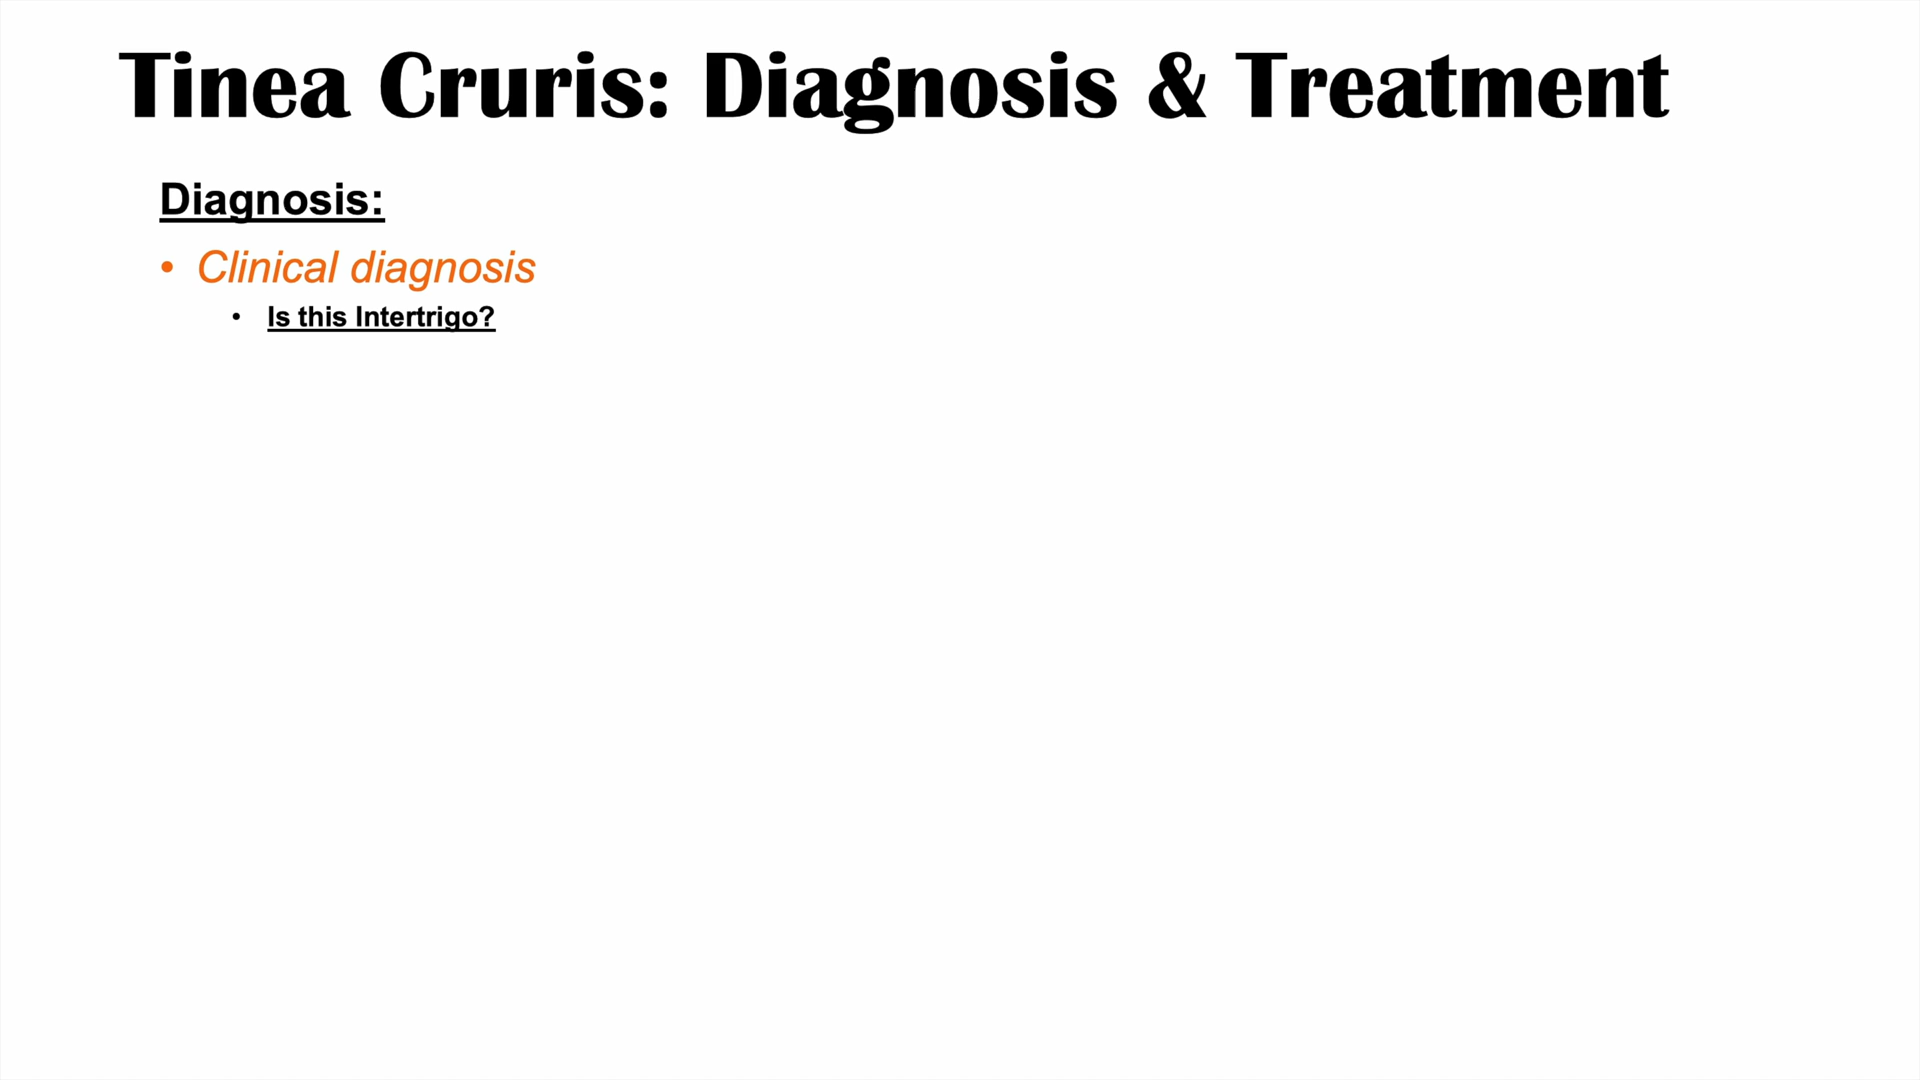 Tinea Cruris: Diagnosis & Treatment
Diagnosis:
• Clinical diagnosis
• Is this Intertrigo?